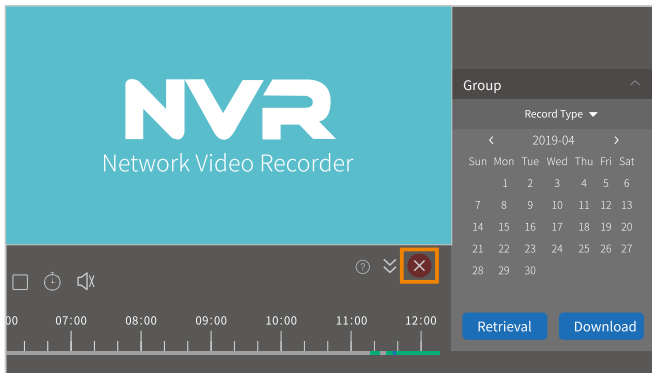 NVR
Network Video Recorder
Group
Record Type
2019-04
Sun Mon Tue Wed Thu Fri Sat
1 2 3 4 5 6
7 8 9 10 11 12 13
14 15 16 17 18 19 20
21 22 23 24 25 26 27
28 29 30
Retrieval Download
?
00 07:00 08:00 09:00 10:00 11:00 12:00